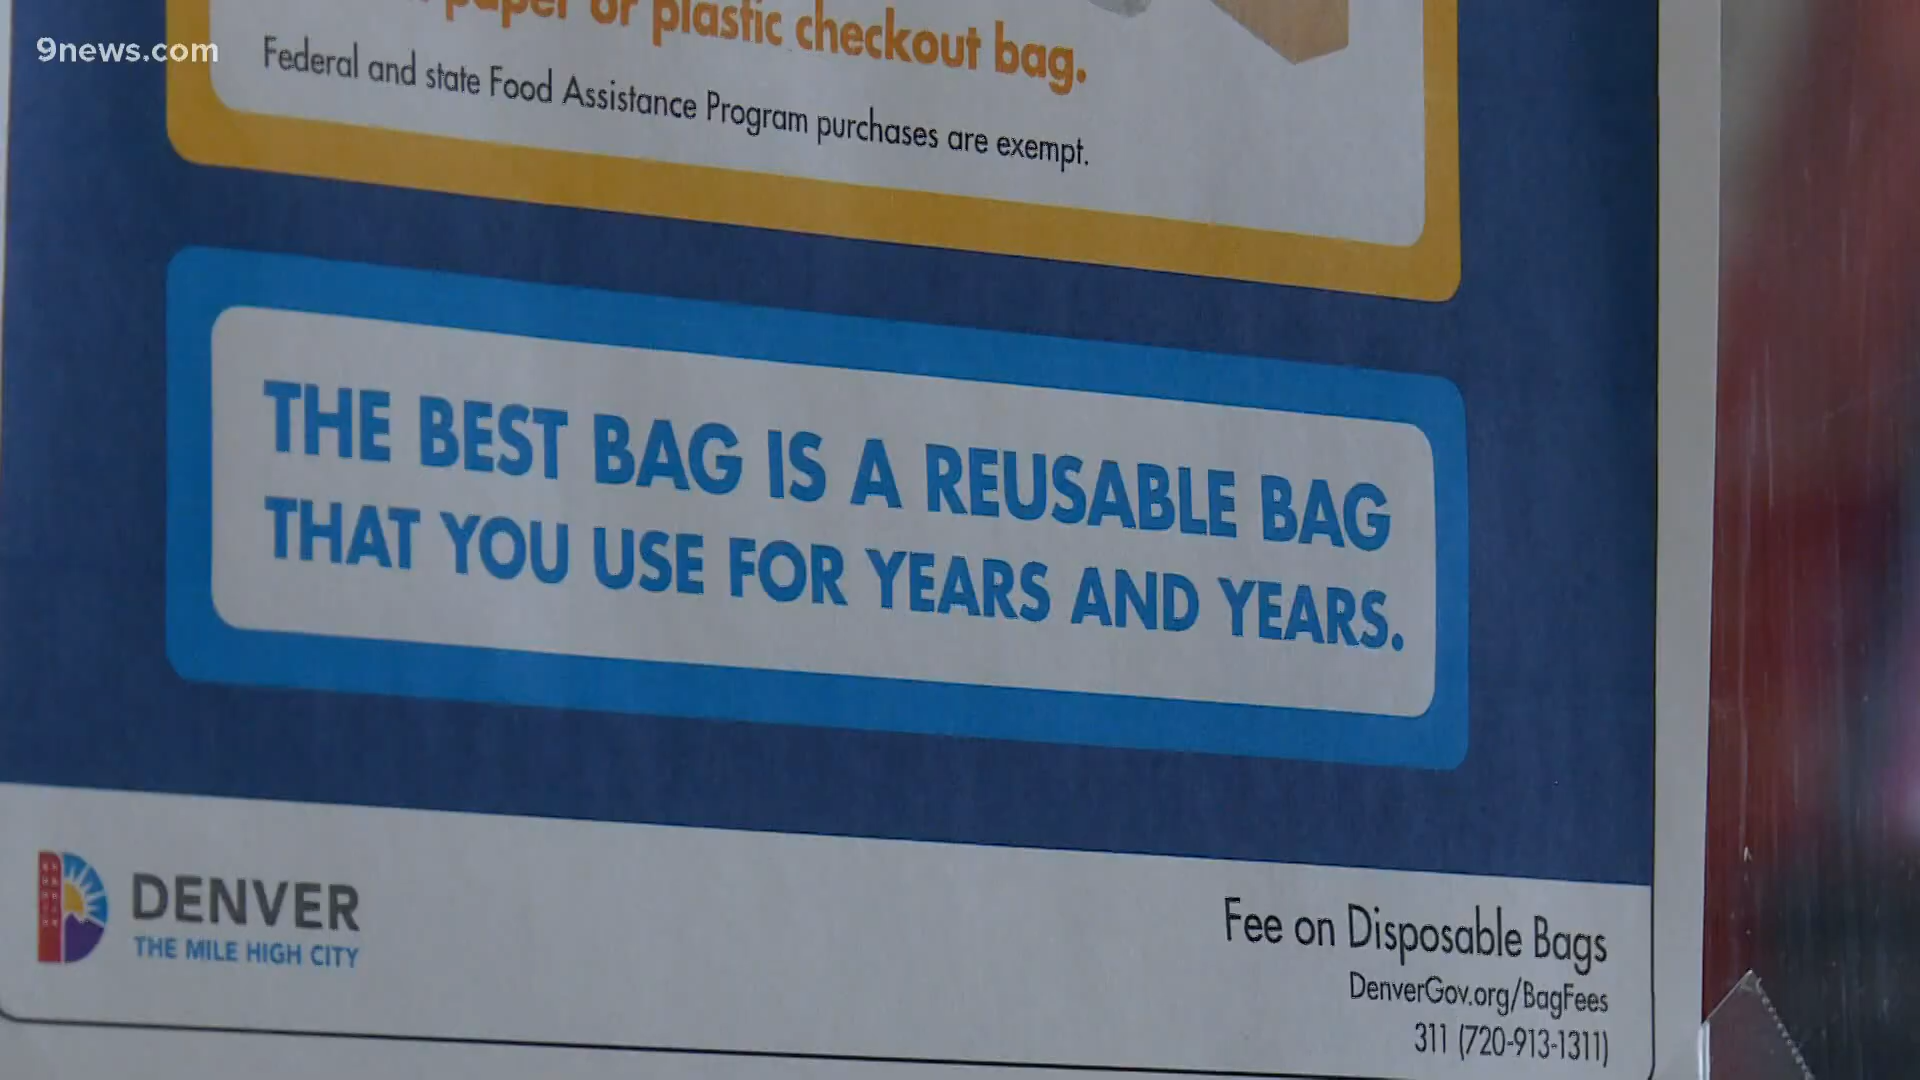 9news.com
paper or plastic checkout bag.
Federal and state Food Assistance Program purchases are exempt.
THE BEST BAG IS A REUSABLE BAG
THAT YOU USE FOR YEARS AND YEARS.
DENVER
THE MILE HIGH CITY
Fee on Disposable Bags
DenverGov.org/BagFees
311 (720-913-1311)